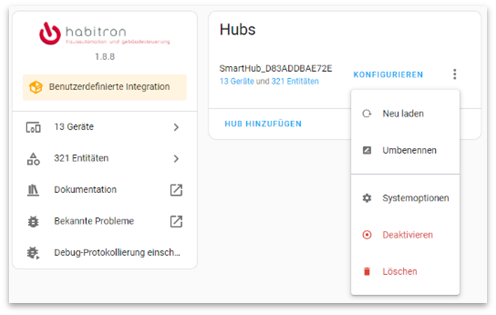 habitron
hausautomation und gebäudesteuerung
1.8.8
Benutzerdefinierte Integration
13 Geräte
321 Entitäten
Dokumentation
Bekannte Probleme
Debug-Protokollierung einsch...
Hubs
SmartHub_D83ADDBAE72E
13 Geräte und 321 Entitäten
KONFIGURIEREN
HUB HINZUFÜGEN
Neu laden
Umbenennen
Systemoptionen
Deaktivieren
Löschen